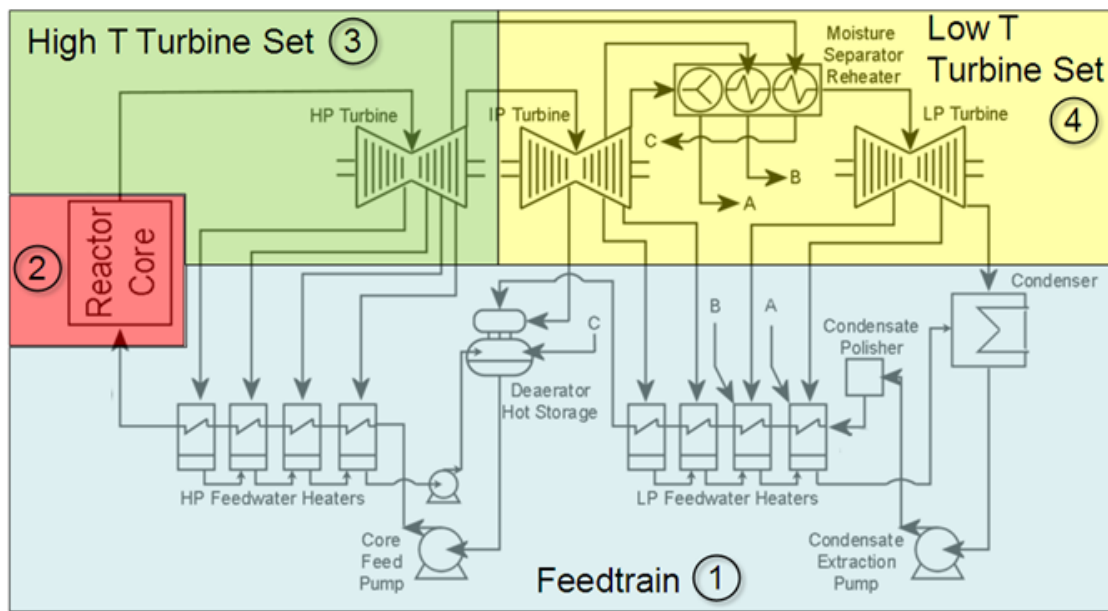 High T Turbine Set 3
Low T
Turbine Set
4
Moisture
Separator
Reheater
HP Turbine
IP Turbine
LP Turbine
C
B
A
2
Reactor
Core
Condenser
B
A
C
Condensate
Polisher
Deaerator
Hot Storage
HP Feedwater Heaters
LP Feedwater Heaters
Core
Feed
Pump
Condensate
Extraction
Pump
Feedtrain 1